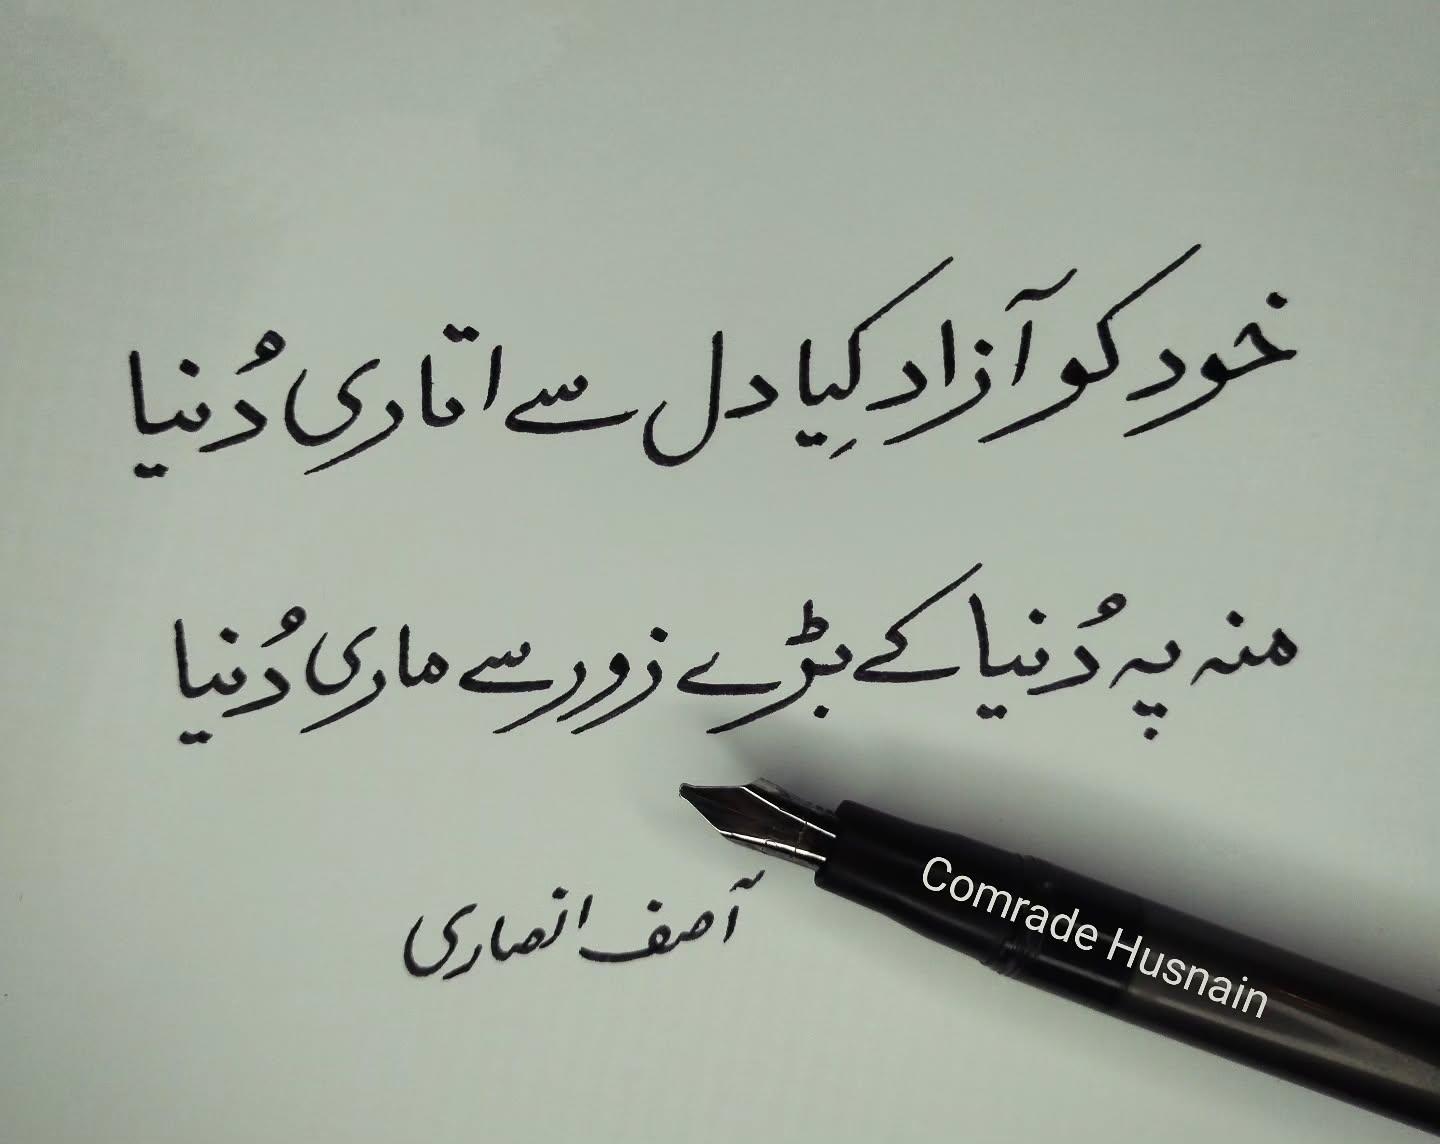 خود کو آزاد کِیا دل سے اتاری دُنیا
منہ پہ دُنیا کے بڑے زور سے ماری دُنیا
آصف انصاری
Comrade Husnain